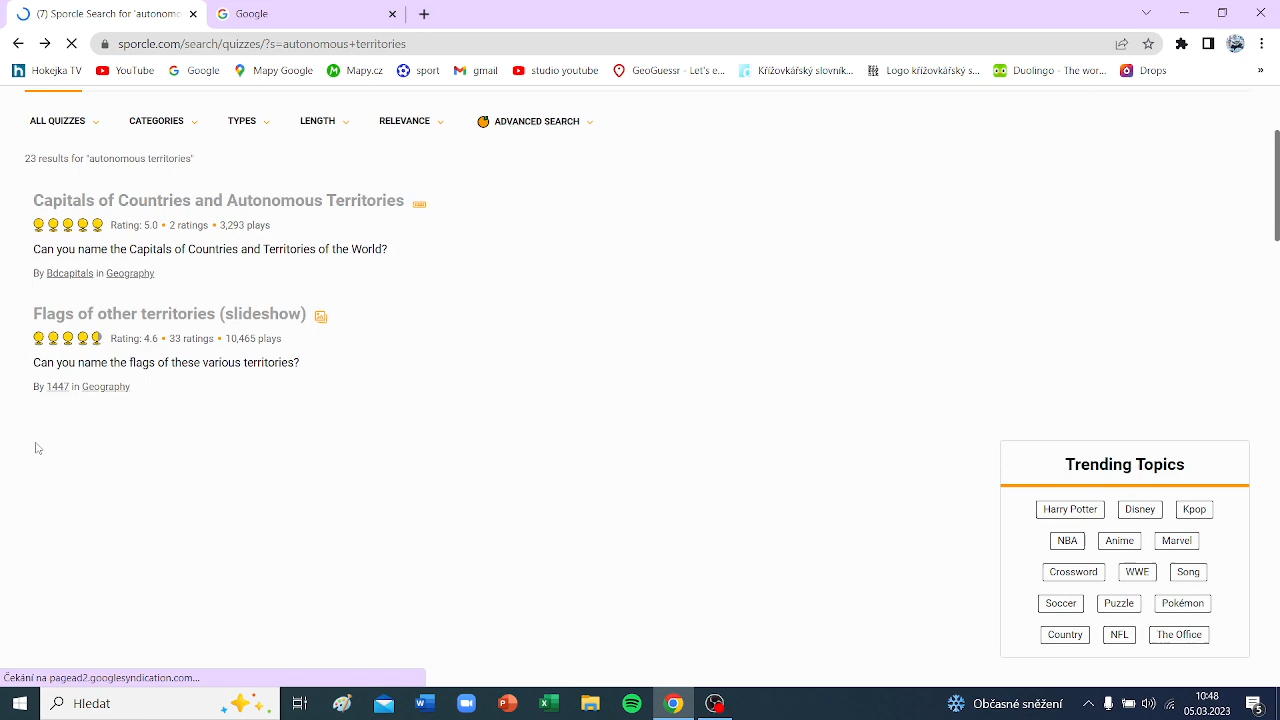 (7) Sporcle Search for 'autonomo
Google
sporcle.com/search/quizzes/?s=autonomous+territories
Hokejka TV
YouTube
Google
Mapy Google
Mapy.cz
sport
gmail
studio youtube
GeoGuessr - Let's e...
Křížovkářský slovník...
Logo křížovkářský s...
Duolingo - The wor...
Drops
»
ALL QUIZZES
CATEGORIES
TYPES
LENGTH
RELEVANCE
ADVANCED SEARCH
23 results for "autonomous territories"
Capitals of Countries and Autonomous Territories
Rating: 5.0 • 2 ratings • 3,293 plays
Can you name the Capitals of Countries and Territories of the World?
By Bdcapitals in Geography
Flags of other territories (slideshow)
Rating: 4.6 • 33 ratings • 10,465 plays
Can you name the flags of these various territories?
By 1447 in Geography
Trending Topics
Harry Potter
Disney
Kpop
NBA
Anime
Marvel
Crossword
WWE
Song
Soccer
Puzzle
Pokémon
Country
NFL
The Office
Čekání na pagead2.googlesyndication.com...
Hledat
Občasné sněžení
10:48
05.03.2023